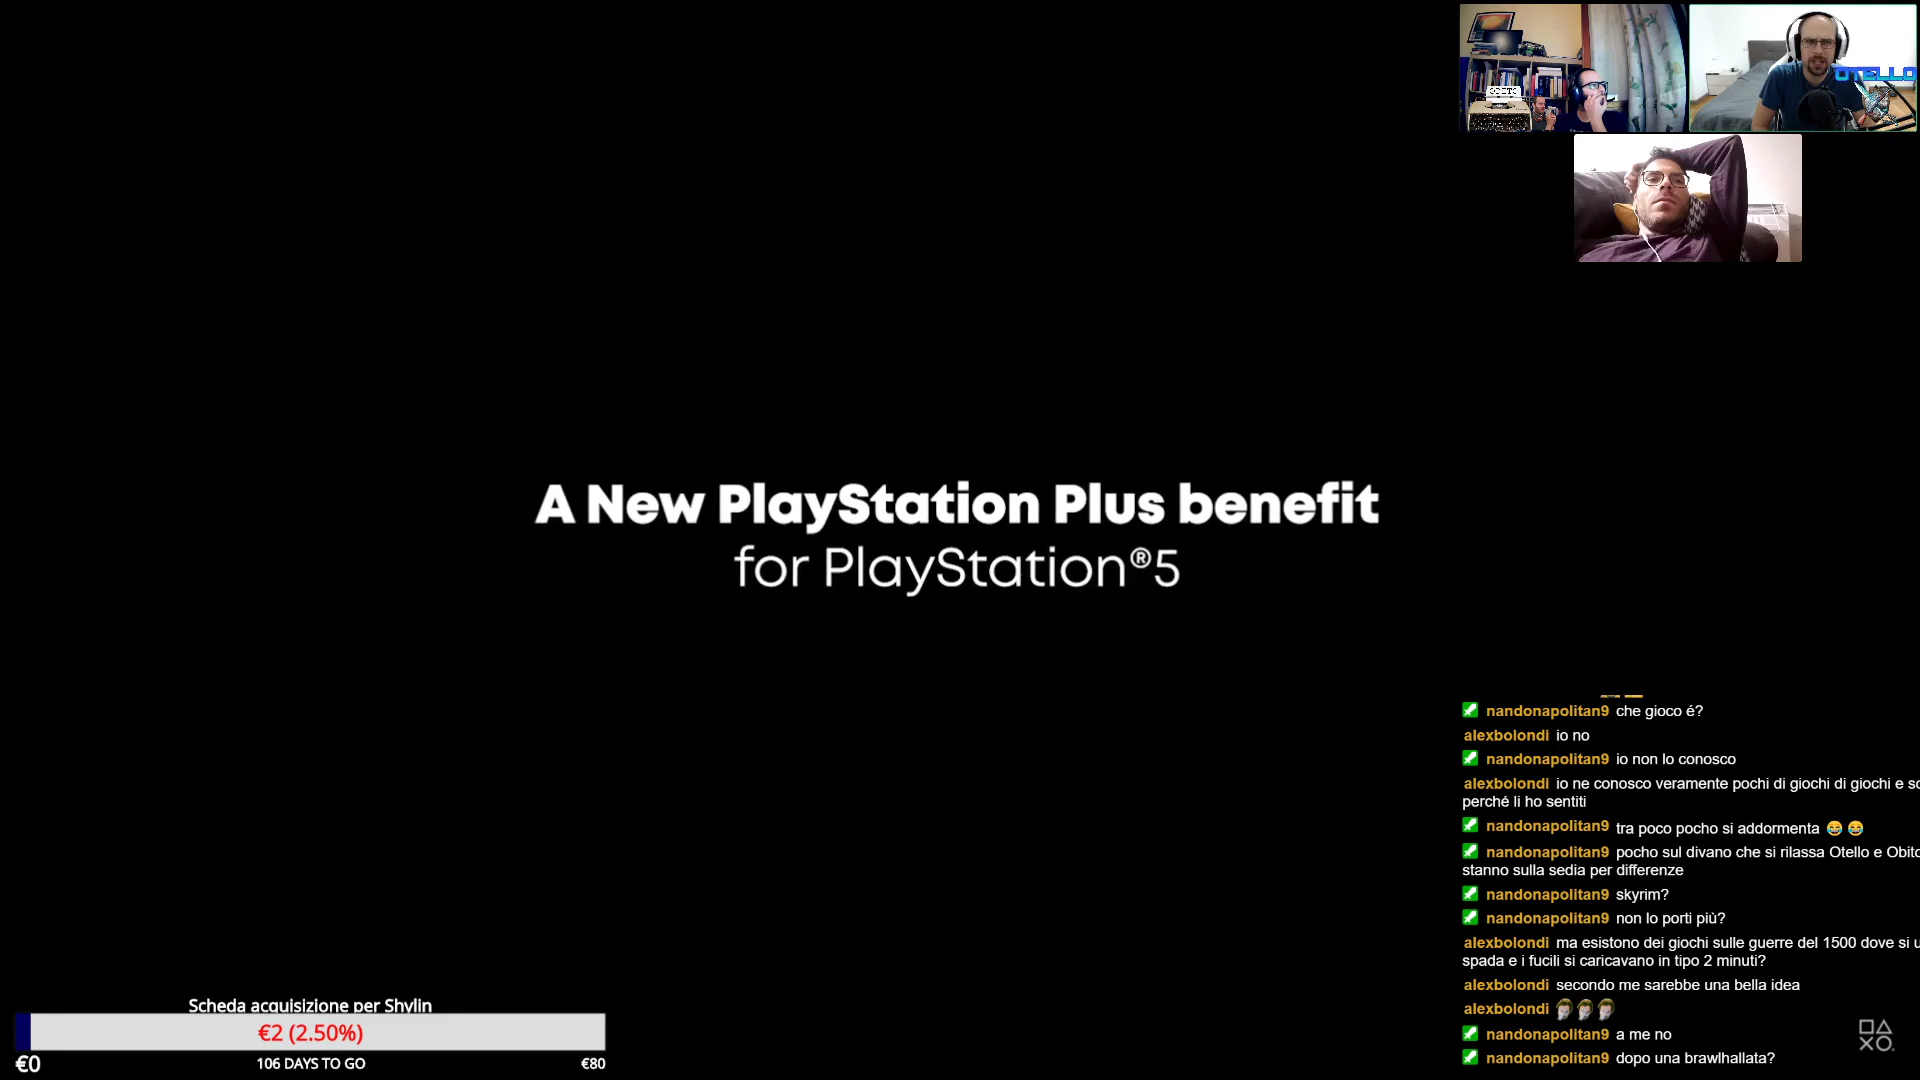 OTELLO
A New PlayStation Plus benefit
for PlayStation®5
nandonapolitan9 che gioco é?
alexbolondi io no
nandonapolitan9 io non lo conosco
alexbolondi io ne conosco veramente pochi di giochi di giochi e
perché li ho sentiti
nandonapolitan9 tra poco pocho si addormenta 😂 😂
nandonapolitan9 pocho sul divano che si rilassa Otello e Obito
stanno sulla sedia per differenze
nandonapolitan9 skyrim?
nandonapolitan9 non lo porti più?
alexbolondi ma esistono dei giochi sulle guerre del 1500 dove si
spada e i fucili si caricavano in tipo 2 minuti?
alexbolondi secondo me sarebbe una bella idea
alexbolondi
nandonapolitan9 a me no
nandonapolitan9 dopo una brawlhallata?
Scheda acquisizione per Shylin
€2 (2.50%)
€0 106 DAYS TO GO €80